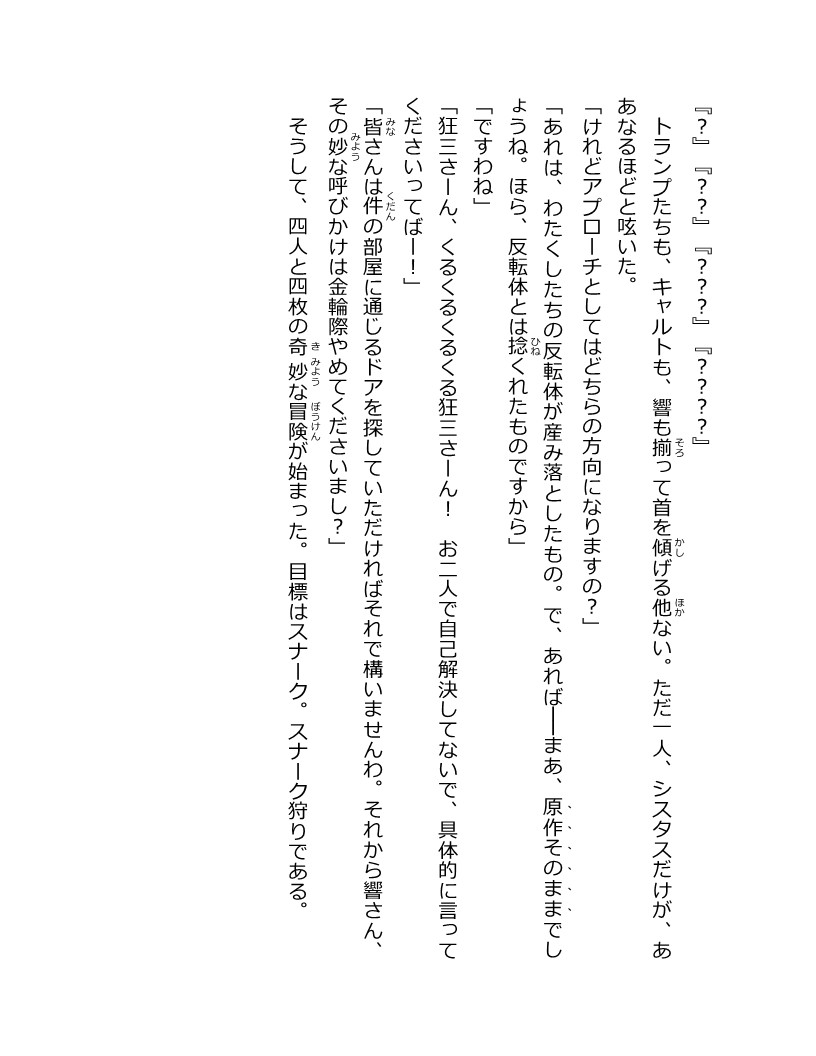 『？』『？？』『？？？』『？？？？』
　トランプたちも、キャルトも、響も揃って首を傾げる他ない。ただ一人、シスタスだけが、あ
あなるほどと呟いた。
「けれどアプローチとしてはどちらの方向になりますの？」
「あれは、わたくしたちの反転体が産み落としたもの。で、あれば――まあ、原作そのままでし
ょうね。ほら、反転体とは捻くれたものですから」
「ですわね」
「狂三さーん、くるくるくるくる狂三さーん！　お二人で自己解決してないで、具体的に言って
くださいってばー！」
「皆さんは件の部屋に通じるドアを探していただければそれで構いませんわ。それから響さん、
その妙な呼びかけは金輪際やめてくださいまし？」
　そうして、四人と四枚の奇妙な冒険が始まった。目標はスナーク。スナーク狩りである。